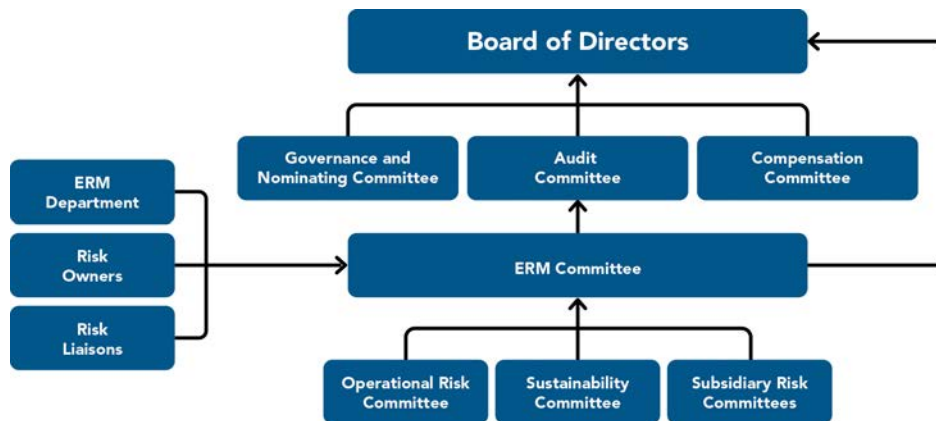 Board of Directors
Governance and
Nominating Committee
Audit
Committee
Compensation
Committee
ERM
Department
Risk
Owners
Risk
Liaisons
ERM Committee
Operational Risk
Committee
Sustainability
Committee
Subsidiary Risk
Committees